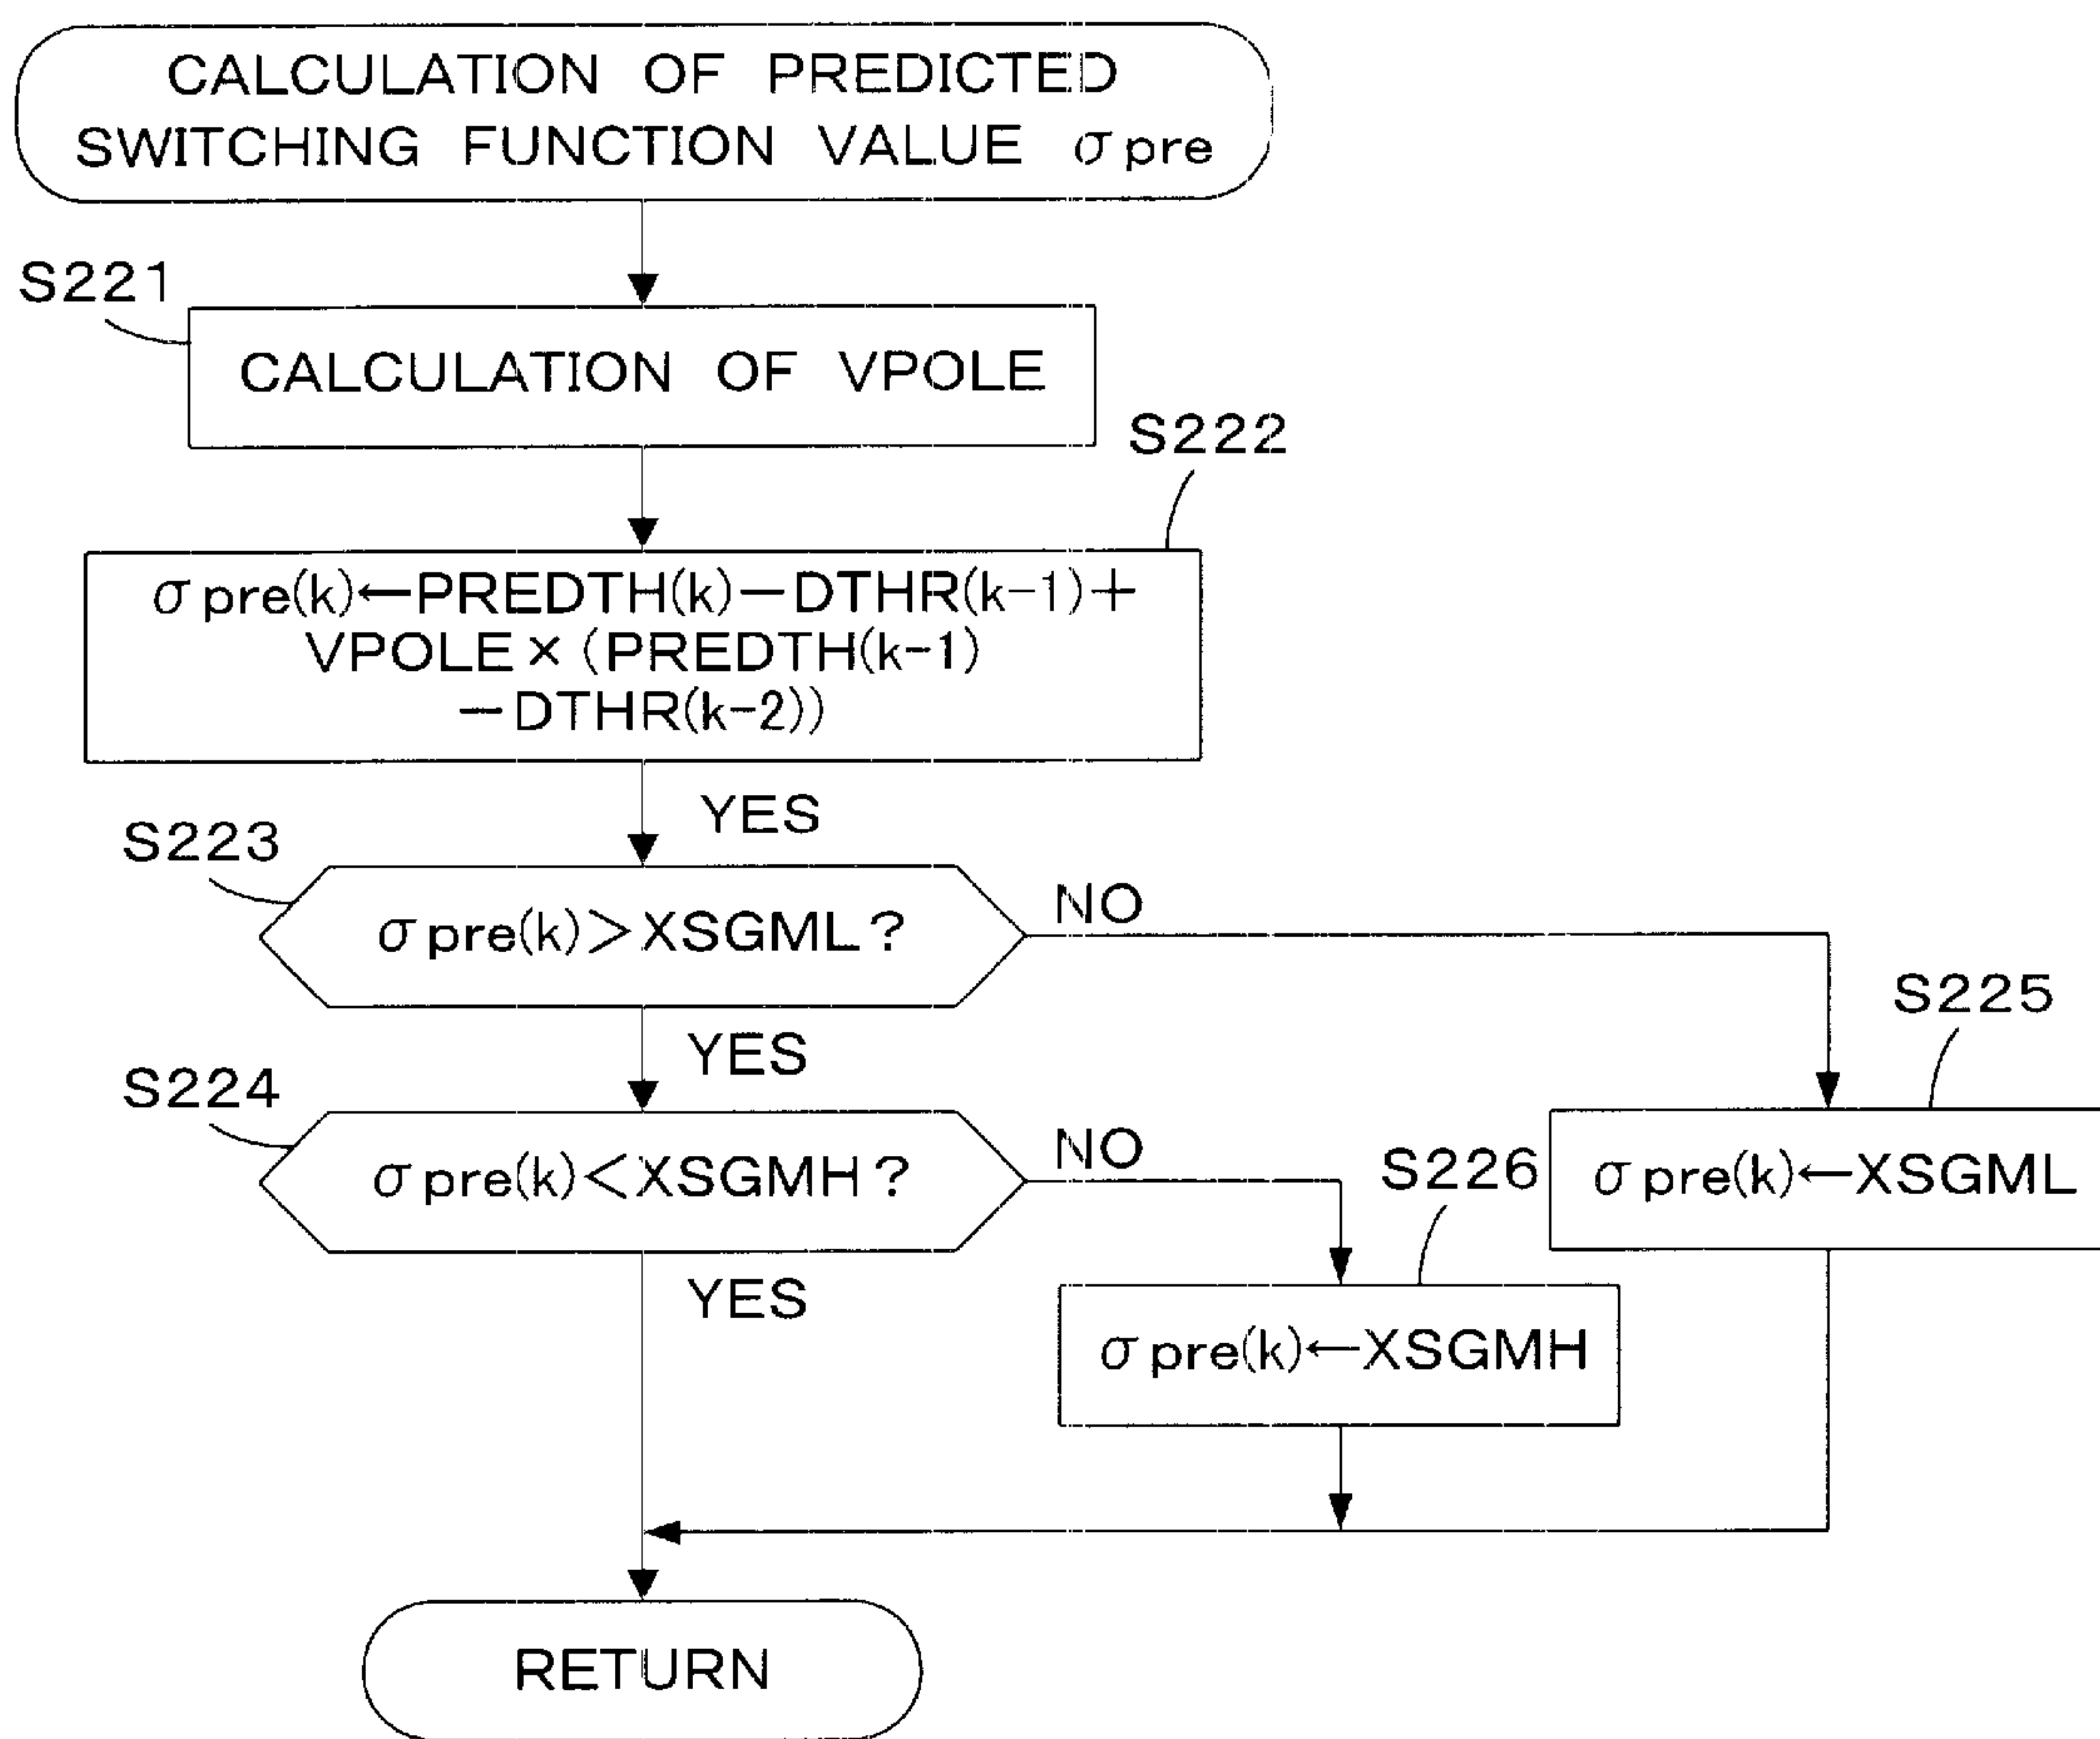 CALCULATION OF PREDICTED
SWITCHING FUNCTION VALUE σpre
S221
CALCULATION OF VPOLE
S222
σpre(k)←PREDTH(k)−DTHR(k-1)+
VPOLE×(PREDTH(k-1)
−DTHR(k-2))
YES
S223
σpre(k)>XSGML?
NO
YES
S225
S224
σpre(k)<XSGMH?
NO
S226
σpre(k)←XSGML
YES
σpre(k)←XSGMH
RETURN